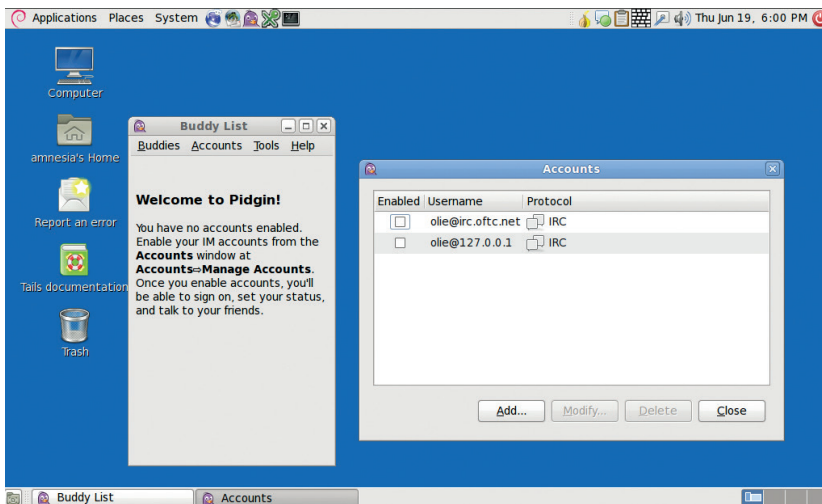 Applications Places System Thu Jun 19, 6:00 PM
Computer
amnesia's Home
Report an error
Tails documentation
Trash
Buddy List
Buddies Accounts Tools Help
Welcome to Pidgin!
You have no accounts enabled.
Enable your IM accounts from the
Accounts window at
Accounts⇨Manage Accounts.
Once you enable accounts, you'll
be able to sign on, set your status,
and talk to your friends.
Accounts
Enabled Username Protocol
olie@irc.oftc.net IRC
olie@127.0.0.1 IRC
Add... Modify... Delete Close
Buddy List Accounts